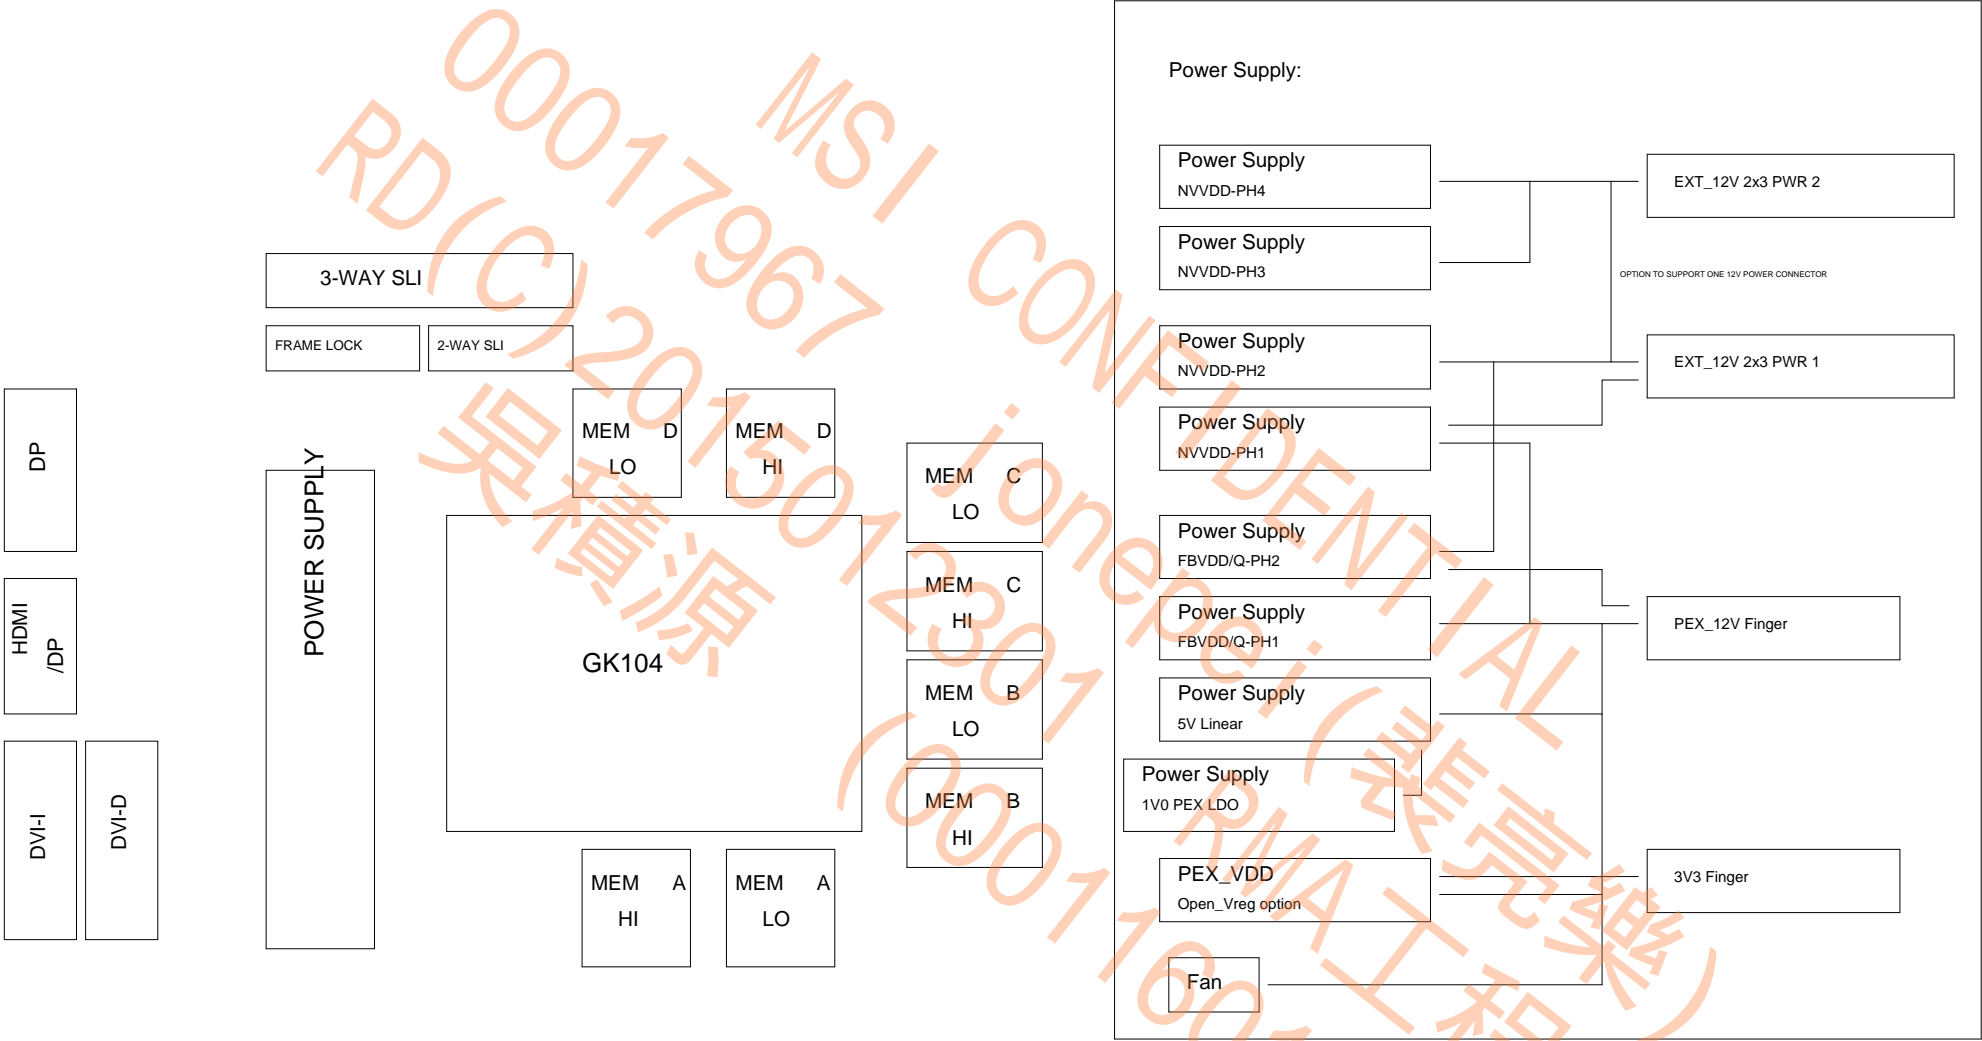 3-WAY SLI
FRAME LOCK
2-WAY SLI
DP
HDMI
/DP
DVI-I
DVI-D
POWER SUPPLY
MEM D
LO
MEM D
HI
MEM C
LO
MEM C
HI
MEM B
LO
MEM B
HI
GK104
MEM A
HI
MEM A
LO
Power Supply:
Power Supply
NVVDD-PH4
Power Supply
NVVDD-PH3
Power Supply
NVVDD-PH2
Power Supply
NVVDD-PH1
Power Supply
FBVDD/Q-PH2
Power Supply
FBVDD/Q-PH1
Power Supply
5V Linear
Power Supply
1V0 PEX LDO
PEX_VDD
Open_Vreg option
Fan
EXT_12V 2x3 PWR 2
OPTION TO SUPPORT ONE 12V POWER CONNECTOR
EXT_12V 2x3 PWR 1
PEX_12V Finger
3V3 Finger
MSI CONFIDENTIAL
00017967 jonepei(裴亮樂)
RD(C)2015012301 RMA工程
吳積源 (00011601